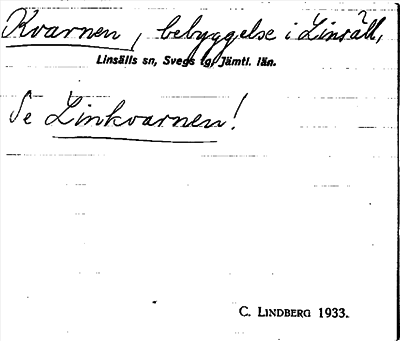 Kvarnen, bebyggelse i Linsäll,
Linsälls sn, Svegs tg, Jämtl. län.
Se Linkvarnen!
C. LINDBERG 1933.